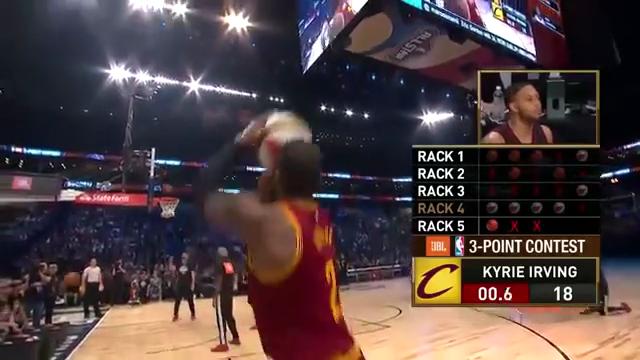 RACK 1
RACK 2
RACK 3
RACK 4
RACK 5
X X
JBL 3-POINT CONTEST
C KYRIE IRVING
00.6 18
State Farm